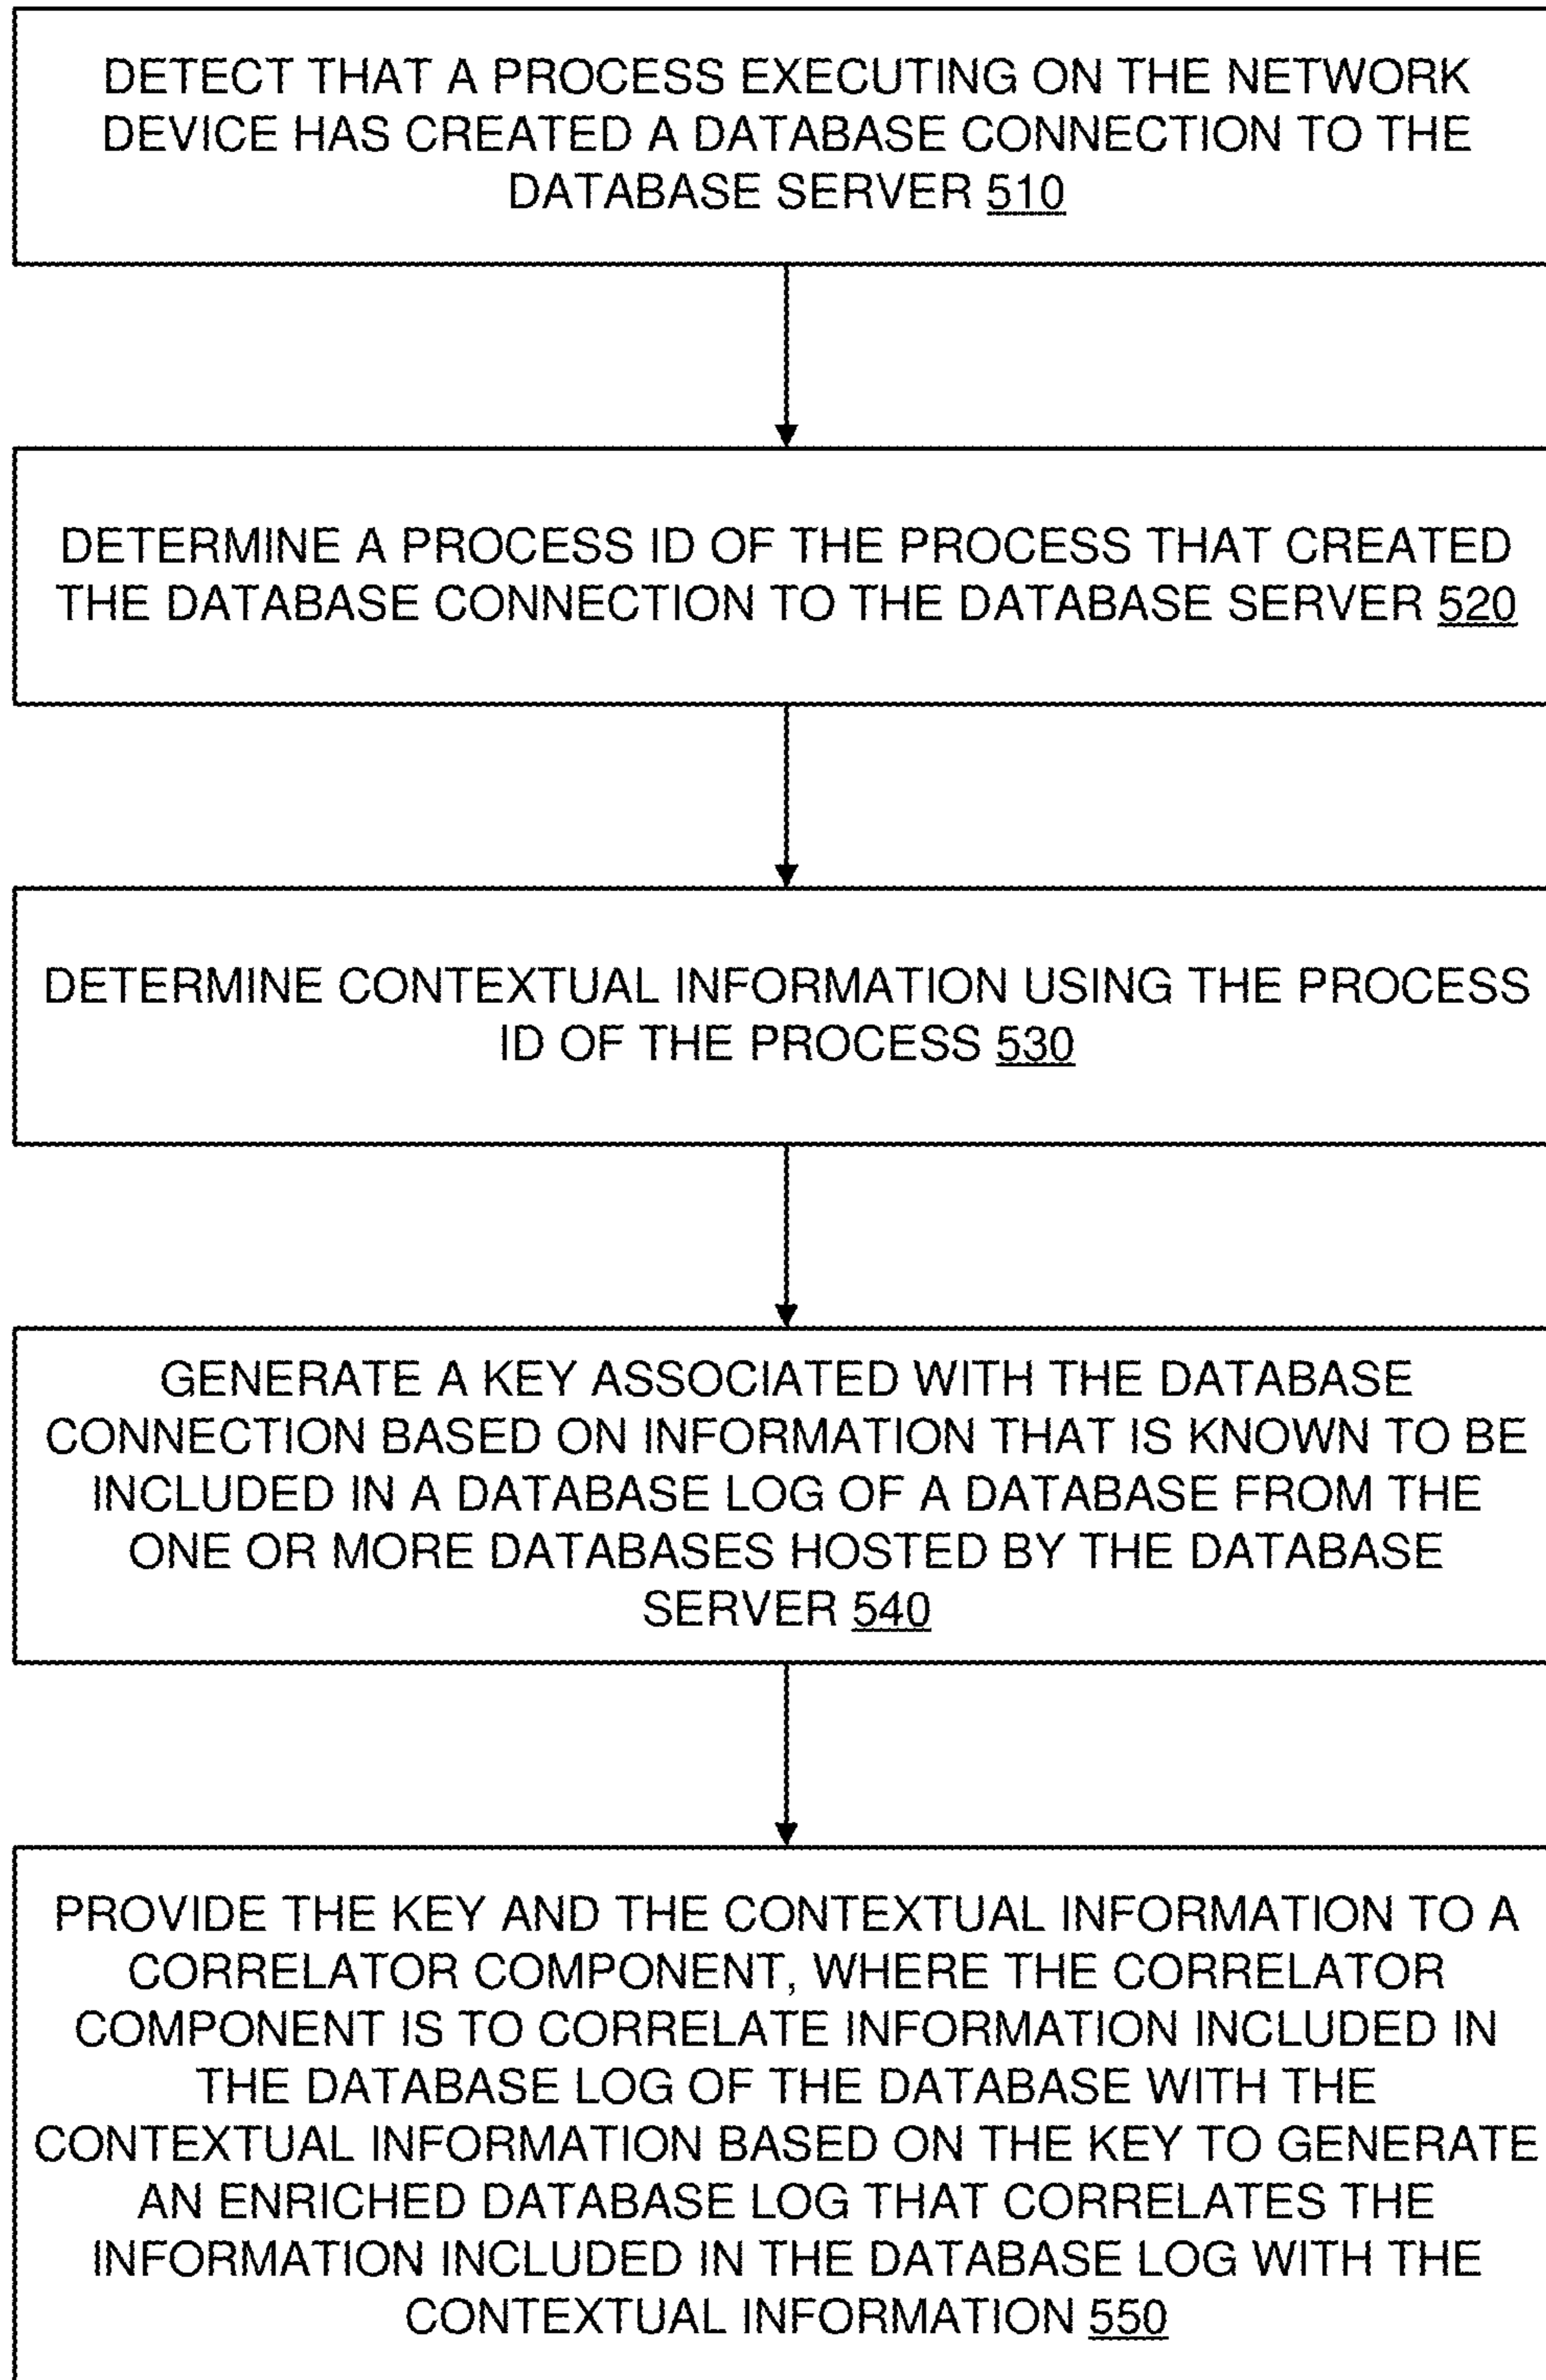 DETECT THAT A PROCESS EXECUTING ON THE NETWORK
DEVICE HAS CREATED A DATABASE CONNECTION TO THE
DATABASE SERVER 510
DETERMINE A PROCESS ID OF THE PROCESS THAT CREATED
THE DATABASE CONNECTION TO THE DATABASE SERVER 520
DETERMINE CONTEXTUAL INFORMATION USING THE PROCESS
ID OF THE PROCESS 530
GENERATE A KEY ASSOCIATED WITH THE DATABASE
CONNECTION BASED ON INFORMATION THAT IS KNOWN TO BE
INCLUDED IN A DATABASE LOG OF A DATABASE FROM THE
ONE OR MORE DATABASES HOSTED BY THE DATABASE
SERVER 540
PROVIDE THE KEY AND THE CONTEXTUAL INFORMATION TO A
CORRELATOR COMPONENT, WHERE THE CORRELATOR
COMPONENT IS TO CORRELATE INFORMATION INCLUDED IN
THE DATABASE LOG OF THE DATABASE WITH THE
CONTEXTUAL INFORMATION BASED ON THE KEY TO GENERATE
AN ENRICHED DATABASE LOG THAT CORRELATES THE
INFORMATION INCLUDED IN THE DATABASE LOG WITH THE
CONTEXTUAL INFORMATION 550